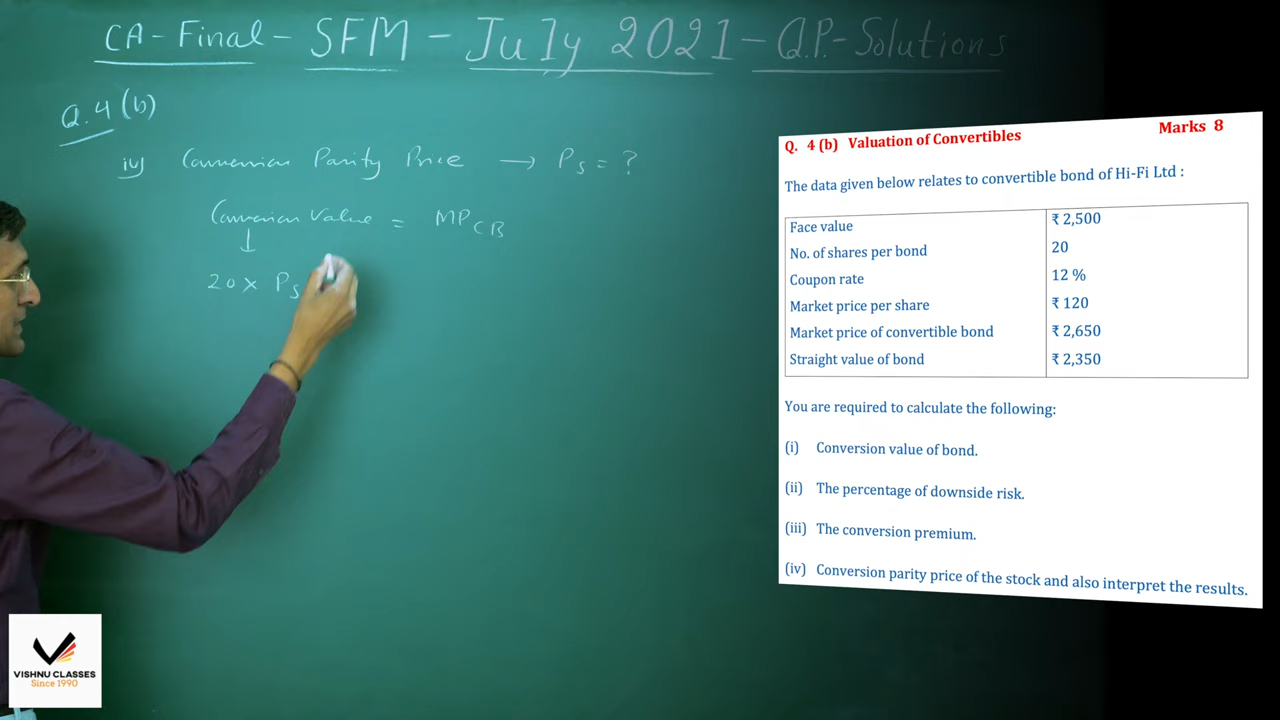 CA-Final - SFM - July 2021 - Q.P.-Solutions
Q. 4 (b)
iv) Conversion Parity Price → Ps = ?
Conversion Value = MP CB
↓
20 x Ps
Q. 4 (b) Valuation of Convertibles Marks 8
The data given below relates to convertible bond of Hi-Fi Ltd :
Face value ₹ 2,500
No. of shares per bond 20
Coupon rate 12 %
Market price per share ₹ 120
Market price of convertible bond ₹ 2,650
Straight value of bond ₹ 2,350
You are required to calculate the following:
(i) Conversion value of bond.
(ii) The percentage of downside risk.
(iii) The conversion premium.
(iv) Conversion parity price of the stock and also interpret the results.
VISHNU CLASSES
Since 1990